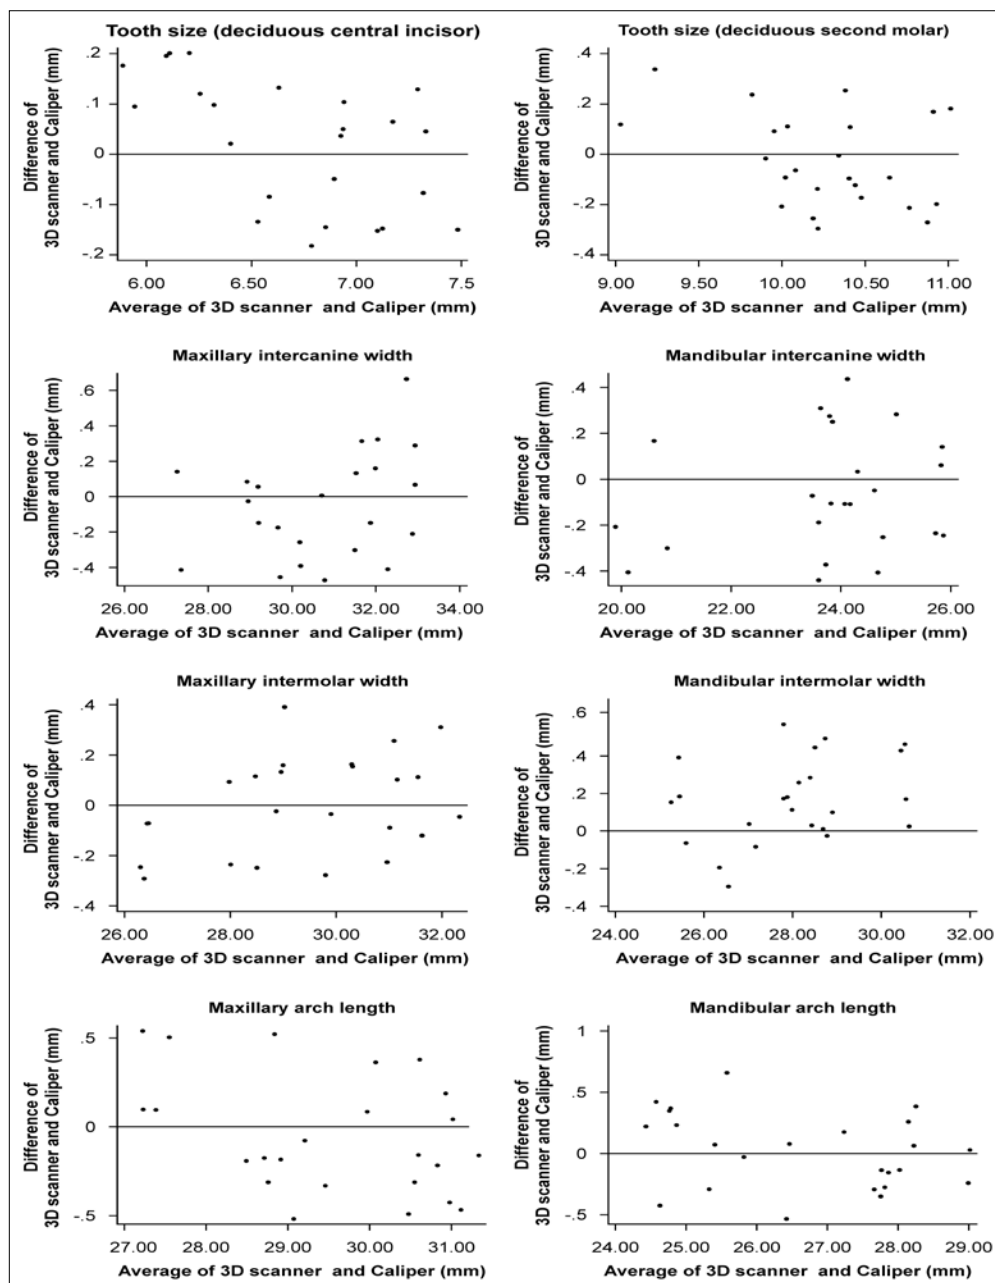 Tooth size (deciduous central incisor)
Difference of
3D scanner and Caliper (mm)
.2
.1
0
-.1
-.2
6.00 6.50 7.00 7.5
Average of 3D scanner and Caliper (mm)
Tooth size (deciduous second molar)
Difference of
3D scanner and Caliper (mm)
.4
.2
0
-.2
-.4
9.00 9.50 10.00 10.50 11.00
Average of 3D scanner and Caliper (mm)
Maxillary intercanine width
Difference of
3D scanner and Caliper (mm)
.6
.4
.2
0
-.2
-.4
26.00 28.00 30.00 32.00 34.00
Average of 3D scanner and Caliper (mm)
Mandibular intercanine width
Difference of
3D scanner and Caliper (mm)
.4
.2
0
-.2
-.4
20.00 22.00 24.00 26.00
Average of 3D scanner and Caliper (mm)
Maxillary intermolar width
Difference of
3D scanner and Caliper (mm)
.4
.2
0
-.2
-.4
26.00 28.00 30.00 32.00
Average of 3D scanner and Caliper (mm)
Mandibular intermolar width
Difference of
3D scanner and Caliper (mm)
.6
.4
.2
0
-.2
-.4
24.00 26.00 28.00 30.00 32.00
Average of 3D scanner and Caliper (mm)
Maxillary arch length
Difference of
3D scanner and Caliper (mm)
.5
0
-.5
27.00 28.00 29.00 30.00 31.00
Average of 3D scanner and Caliper (mm)
Mandibular arch length
Difference of
3D scanner and Caliper (mm)
1
.5
0
-.5
24.00 25.00 26.00 27.00 28.00 29.00
Average of 3D scanner and Caliper (mm)